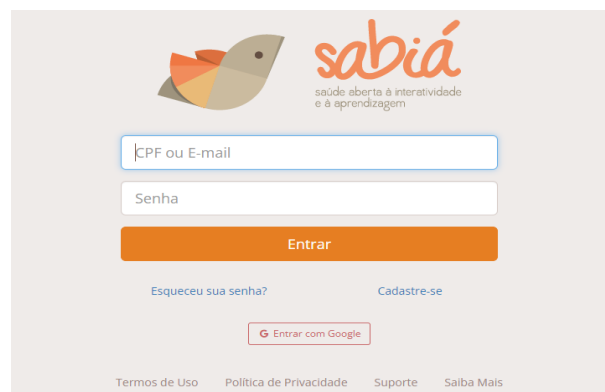 sabiá
saúde aberta à interatividade
e à aprendizagem
CPF ou E-mail
Senha
Entrar
Esqueceu sua senha? Cadastre-se
G Entrar com Google
Termos de Uso Política de Privacidade Suporte Saiba Mais